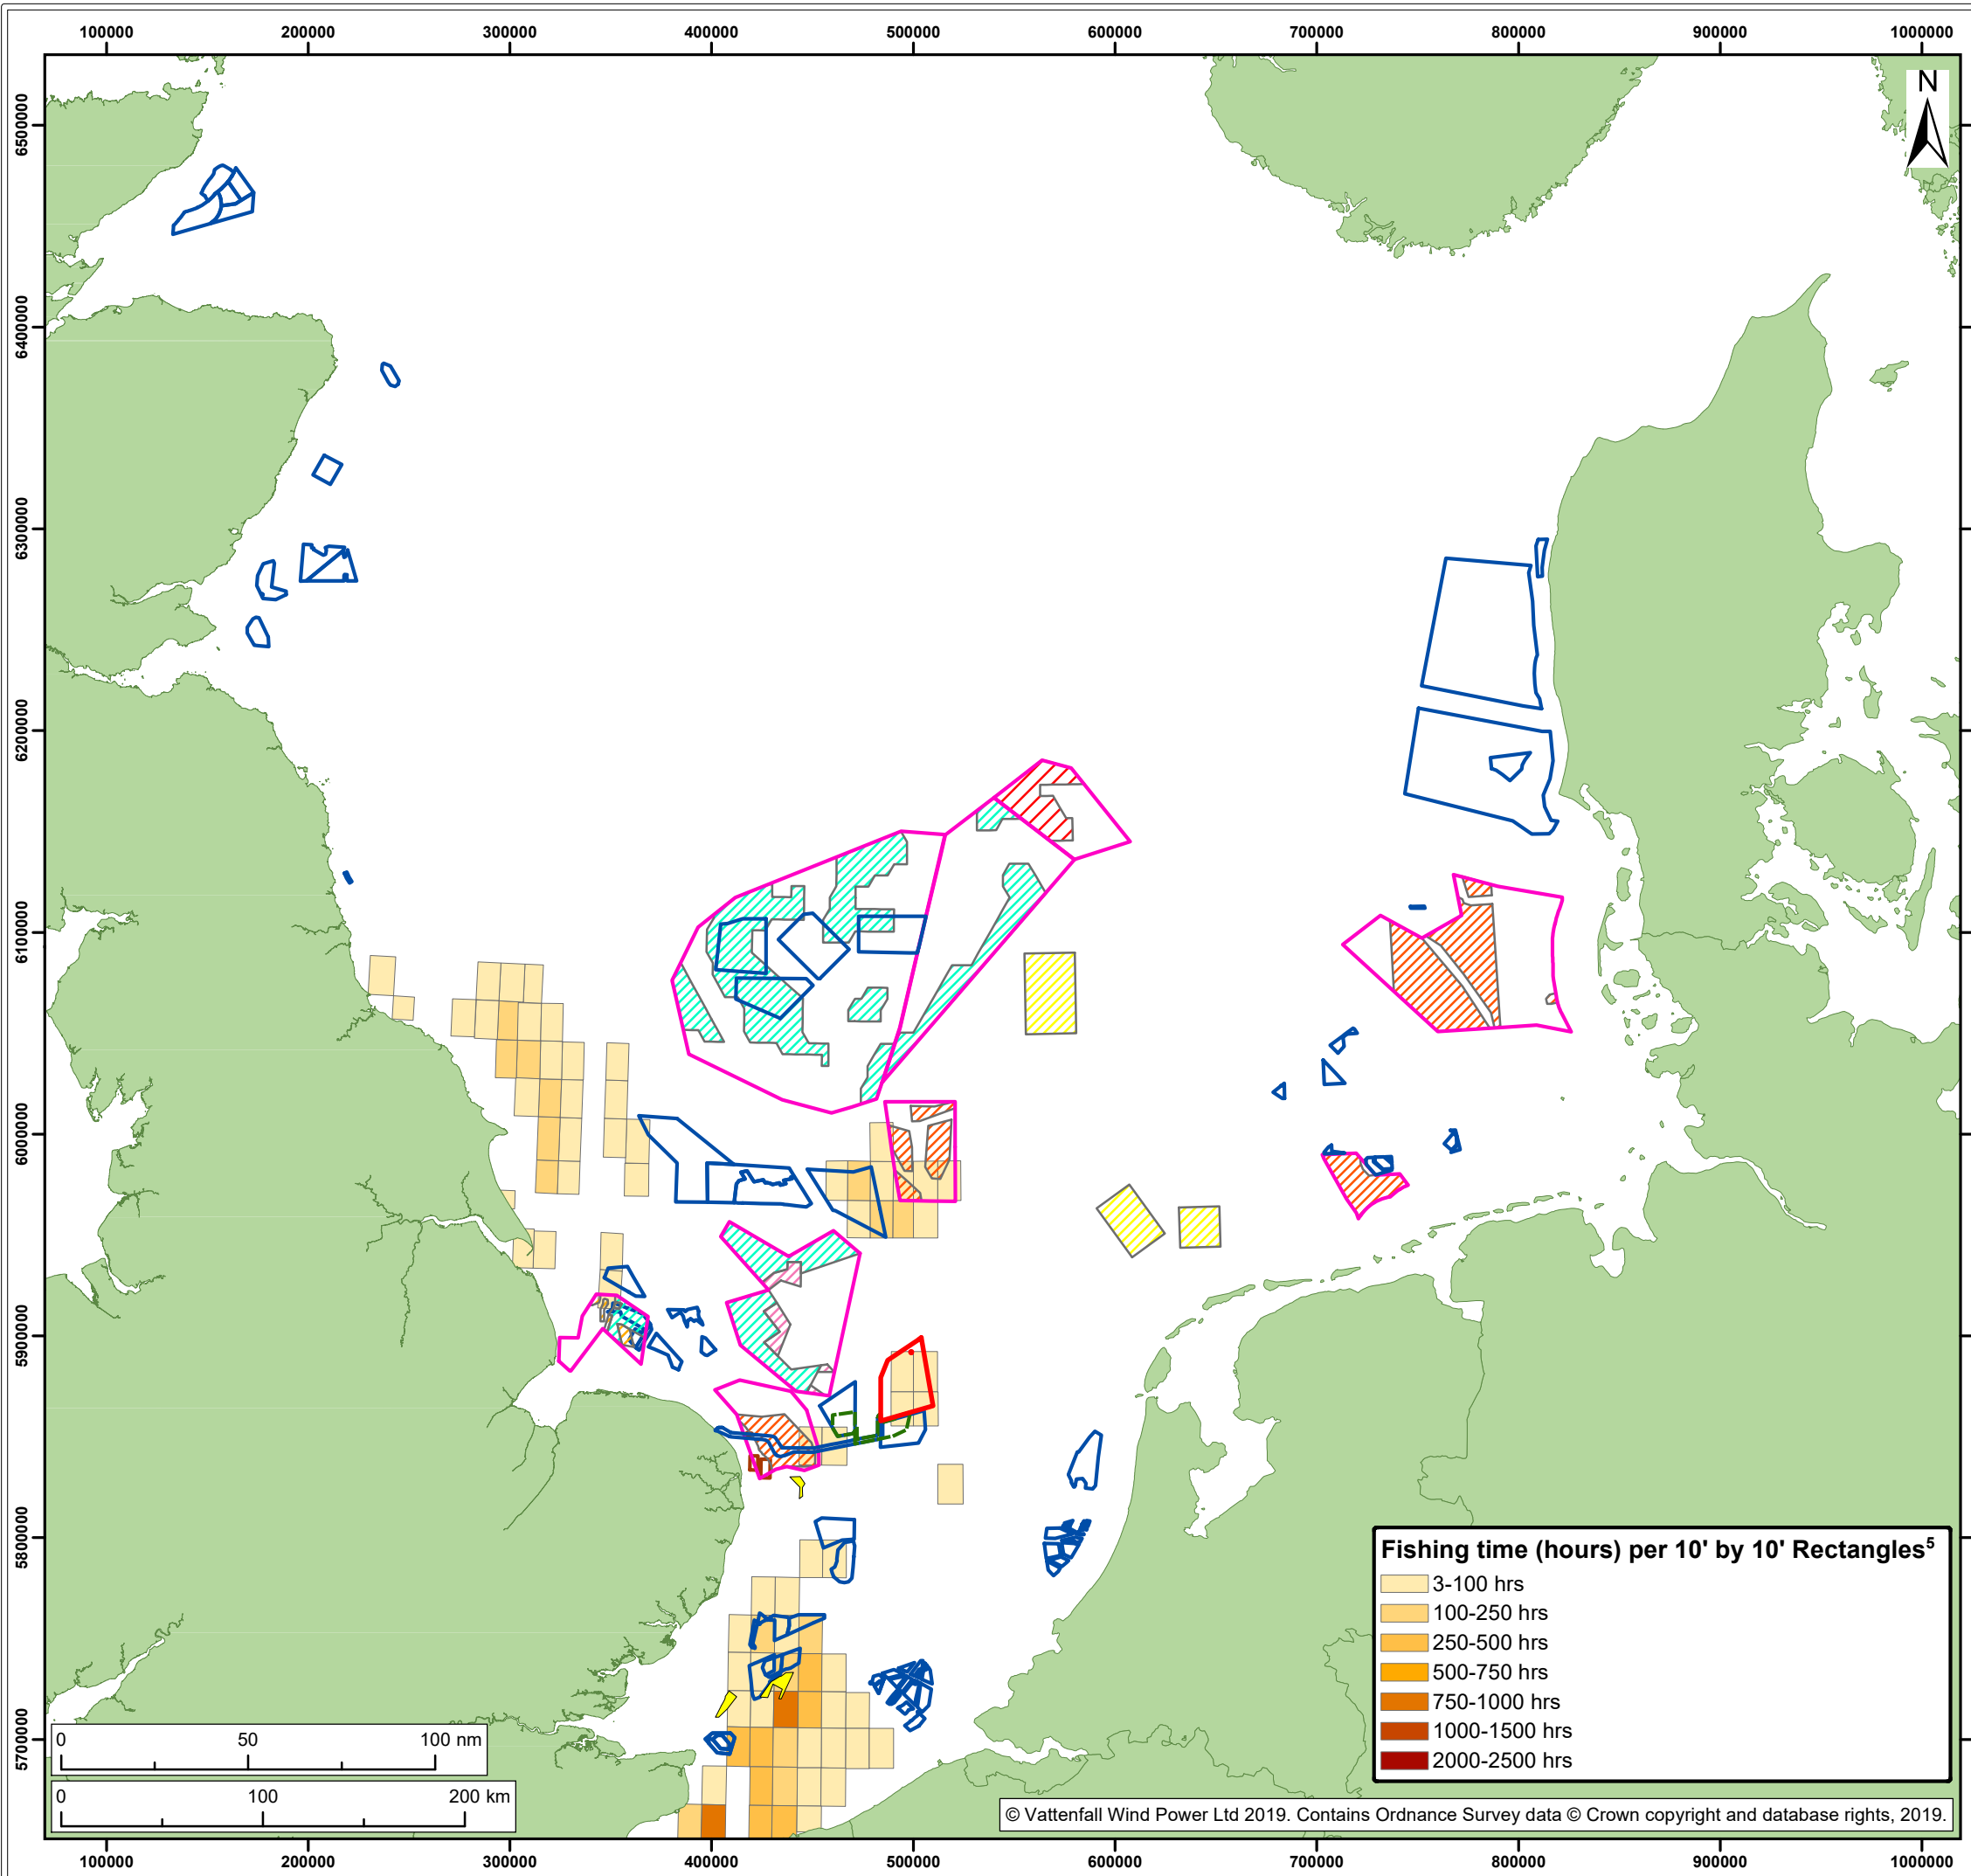 100000 200000 300000 400000 500000 600000 700000 800000 900000 1000000
N
6500000
6400000
6300000
6200000
6100000
6000000
5900000
5800000
5700000
Fishing time (hours) per 10' by 10' Rectangles⁵
3-100 hrs
100-250 hrs
250-500 hrs
500-750 hrs
750-1000 hrs
1000-1500 hrs
2000-2500 hrs
0 50 100 nm
0 100 200 km
© Vattenfall Wind Power Ltd 2019. Contains Ordnance Survey data © Crown copyright and database rights, 2019.
100000 200000 300000 400000 500000 600000 700000 800000 900000 1000000